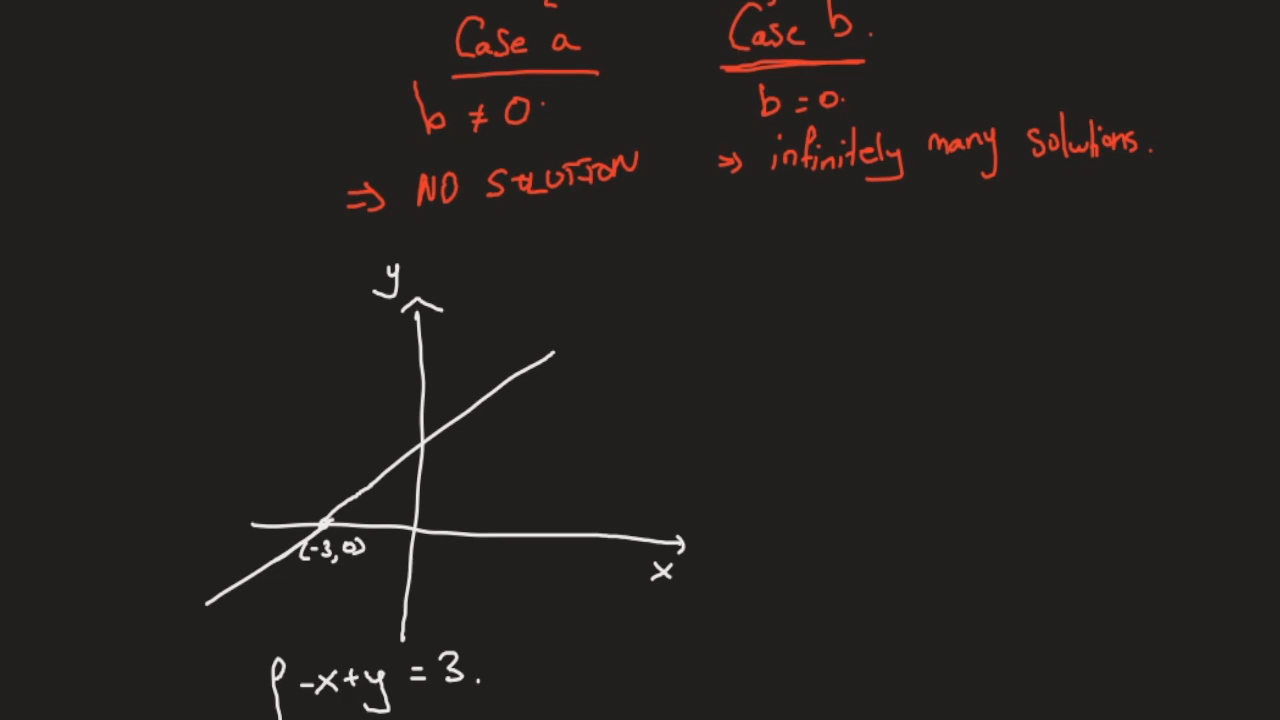 Case a
Case b.
b ≠ 0.
b = 0.
⇒ NO SOLUTION
⇒ infinitely many solutions.
y
(-3, 0)
x
-x+y = 3.